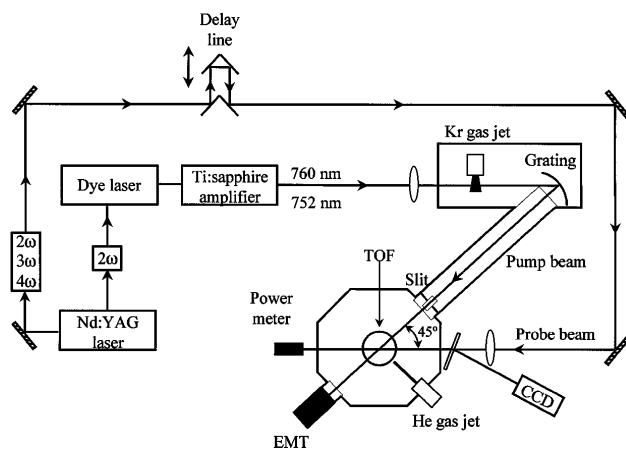 Delay
line
Kr gas jet
Grating
Dye laser
Ti:sapphire
amplifier
760 nm
752 nm
2ω
3ω
4ω
2ω
Nd:YAG
laser
TOF
Slit
Pump beam
Power
meter
45°
Probe beam
CCD
He gas jet
EMT